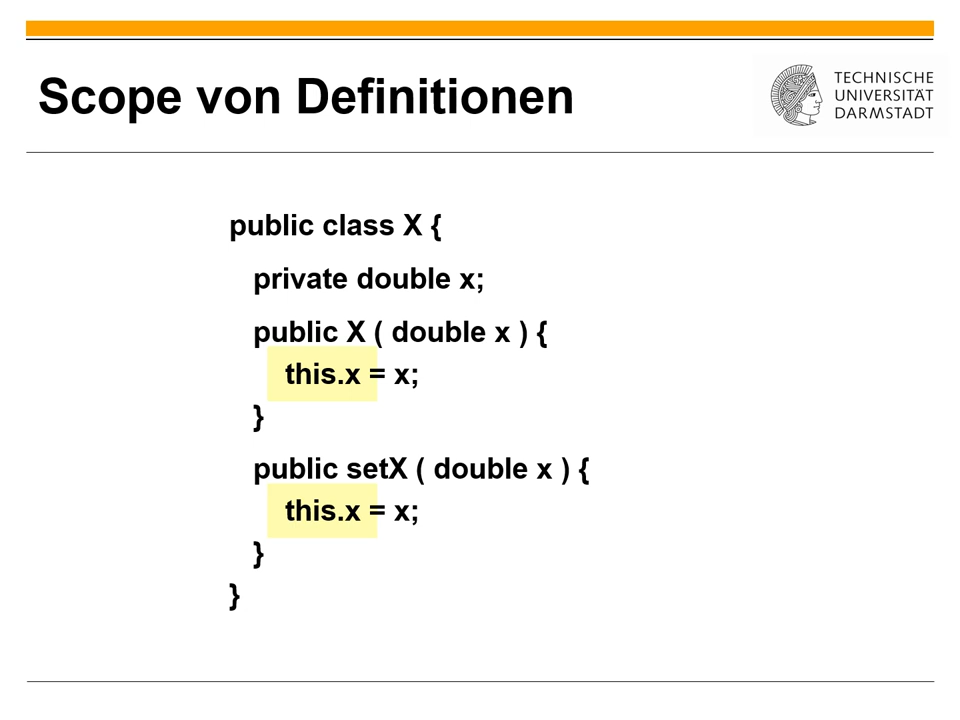 Scope von Definitionen
TECHNISCHE
UNIVERSITÄT
DARMSTADT
public class X {
private double x;
public X ( double x ) {
this.x = x;
}
public setX ( double x ) {
this.x = x;
}
}